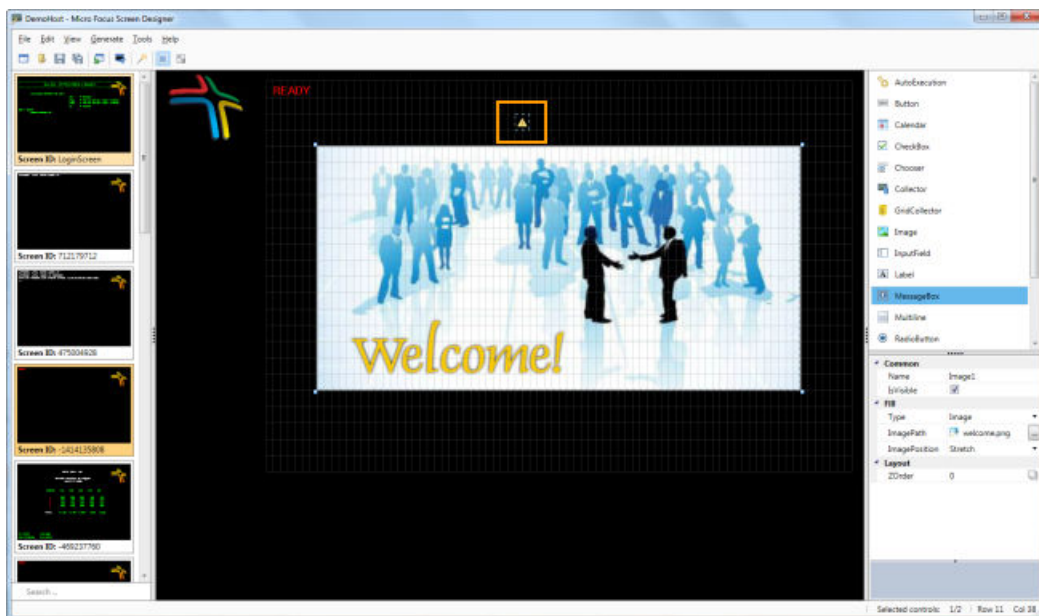 DemoHost - Micro Focus Screen Designer
File Edit View Generate Tools Help
Screen ID: LoginScreen
Screen ID: 712179712
Screen ID: 475004928
Screen ID: -1414135808
Screen ID: -469237760
Search ...
READY
Welcome!
AutoExecution
Button
Calendar
CheckBox
Chooser
Collector
GridCollector
Image
InputField
Label
MessageBox
Multiline
RadioButton
Common
Name Image1
IsVisible
Fill
Type Image
ImagePath welcome.png ...
ImagePosition Stretch
Layout
ZOrder 0
Selected controls: 1/2 Row 11 Col 38